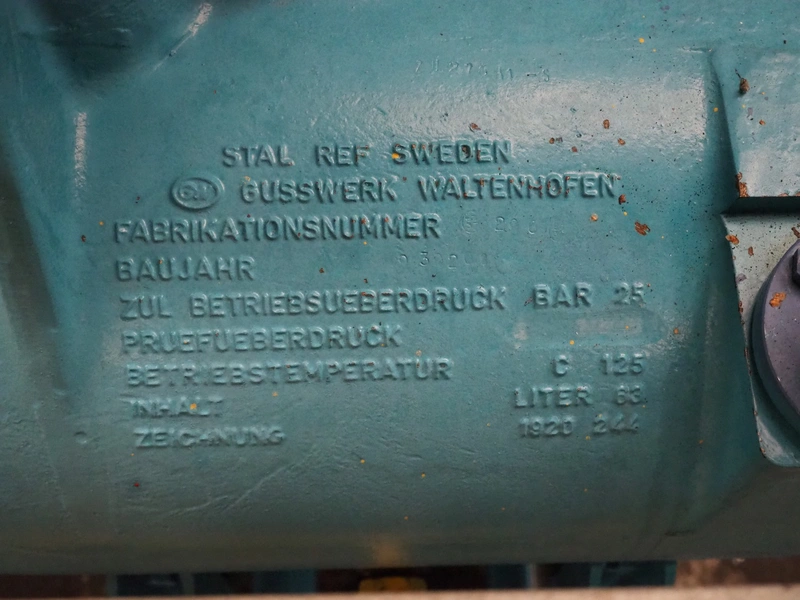 STAL REF SWEDEN
GUSSWERK WALTENHOFEN
FABRIKATIONSNUMMER
BAUJAHR
ZUL BETRIEBSUEBERDRUCK BAR 25
PRUEFUEBERDRUCK
BETRIEBSTEMPERATUR C 125
INHALT LITER 63
ZEICHNUNG 1920 244